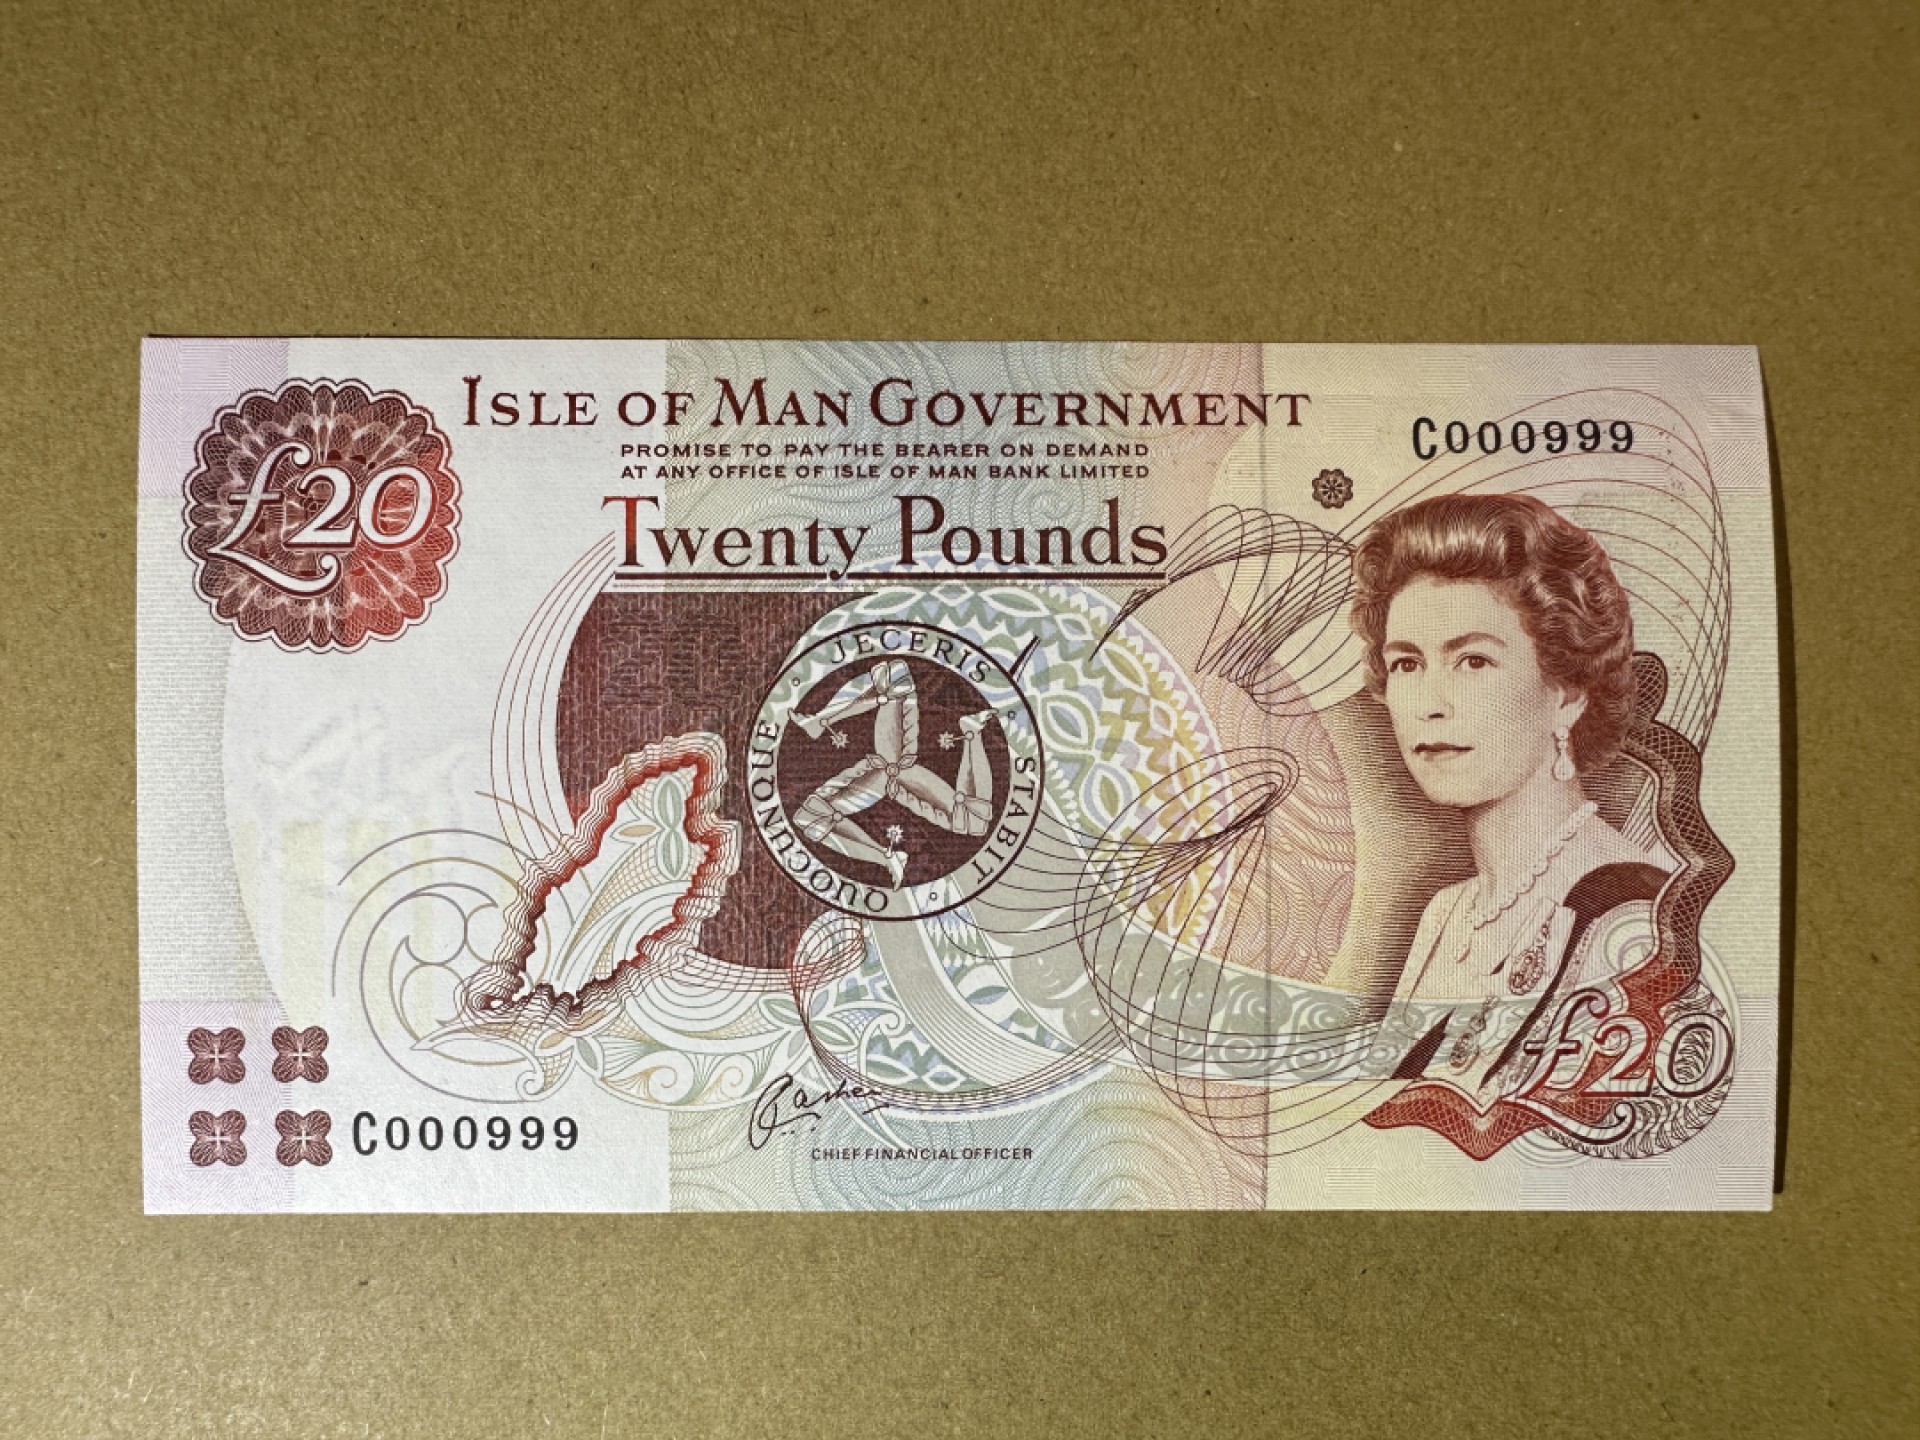 ISLE OF MAN GOVERNMENT
PROMISE TO PAY THE BEARER ON DEMAND
AT ANY OFFICE OF ISLE OF MAN BANK LIMITED
Twenty Pounds
£20
C000999
QUOCUNQUE JECERIS STABIT
£20
C000999
CHIEF FINANCIAL OFFICER